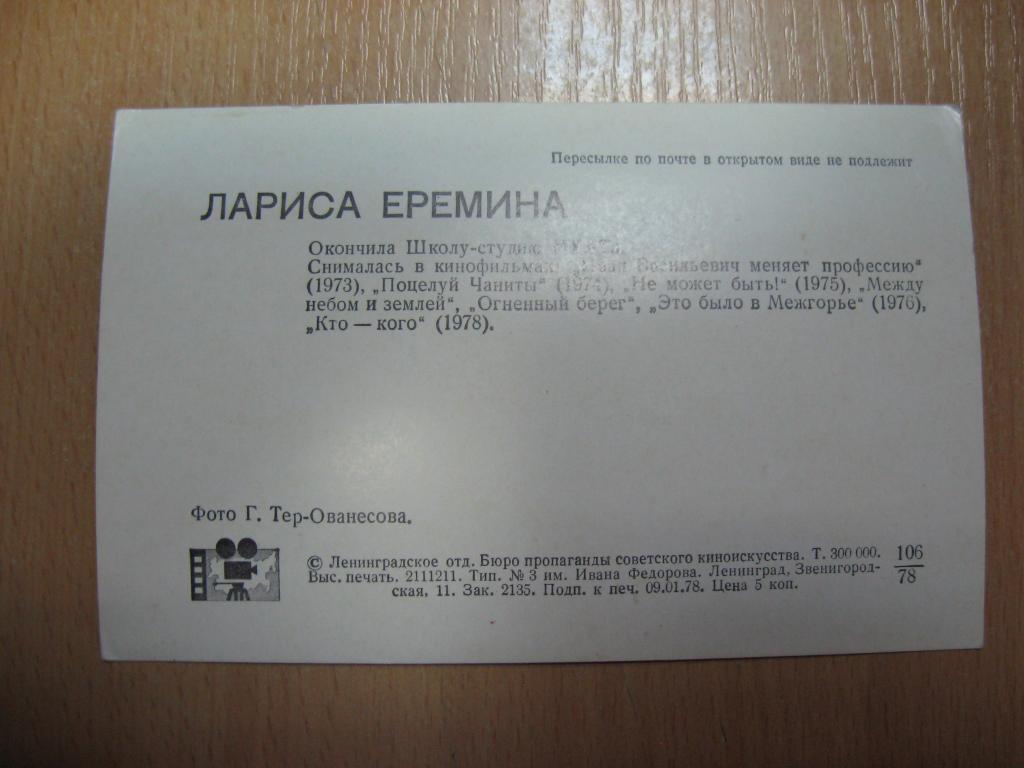 Пересылке по почте в открытом виде не подлежит
ЛАРИСА ЕРЕМИНА
Окончила Школу-студию
Снималась в кинофильмах: „Иван Васильевич меняет профессию“
(1973), „Поцелуй Чаниты“ (1974), „Не может быть!“ (1975), „Между
небом и землей“, „Огненный берег“, „Это было в Межгорье“ (1976),
„Кто — кого“ (1978).
Фото Г. Тер-Ованесова.
© Ленинградское отд. Бюро пропаганды советского киноискусства. Т. 300 000.
Выс. печать. 2111211. Тип. № 3 им. Ивана Федорова. Ленинград, Звенигород-
ская, 11. Зак. 2135. Подп. к печ. 09.01.78. Цена 5 коп.
106
78